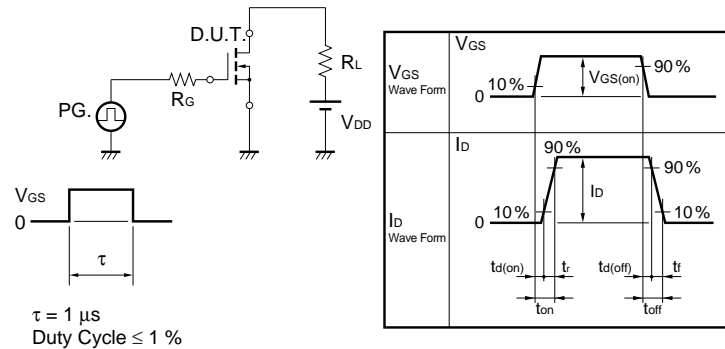 D.U.T.
RL
RG
PG.
VDD
VGS
0
τ
τ = 1 μs
Duty Cycle ≤ 1 %
VGS
Wave Form
VGS
10 %
0
VGS(on)
90 %
ID
Wave Form
ID
90 %
90 %
ID
10 %
10 %
0
td(on)
tr
td(off)
tf
ton
toff